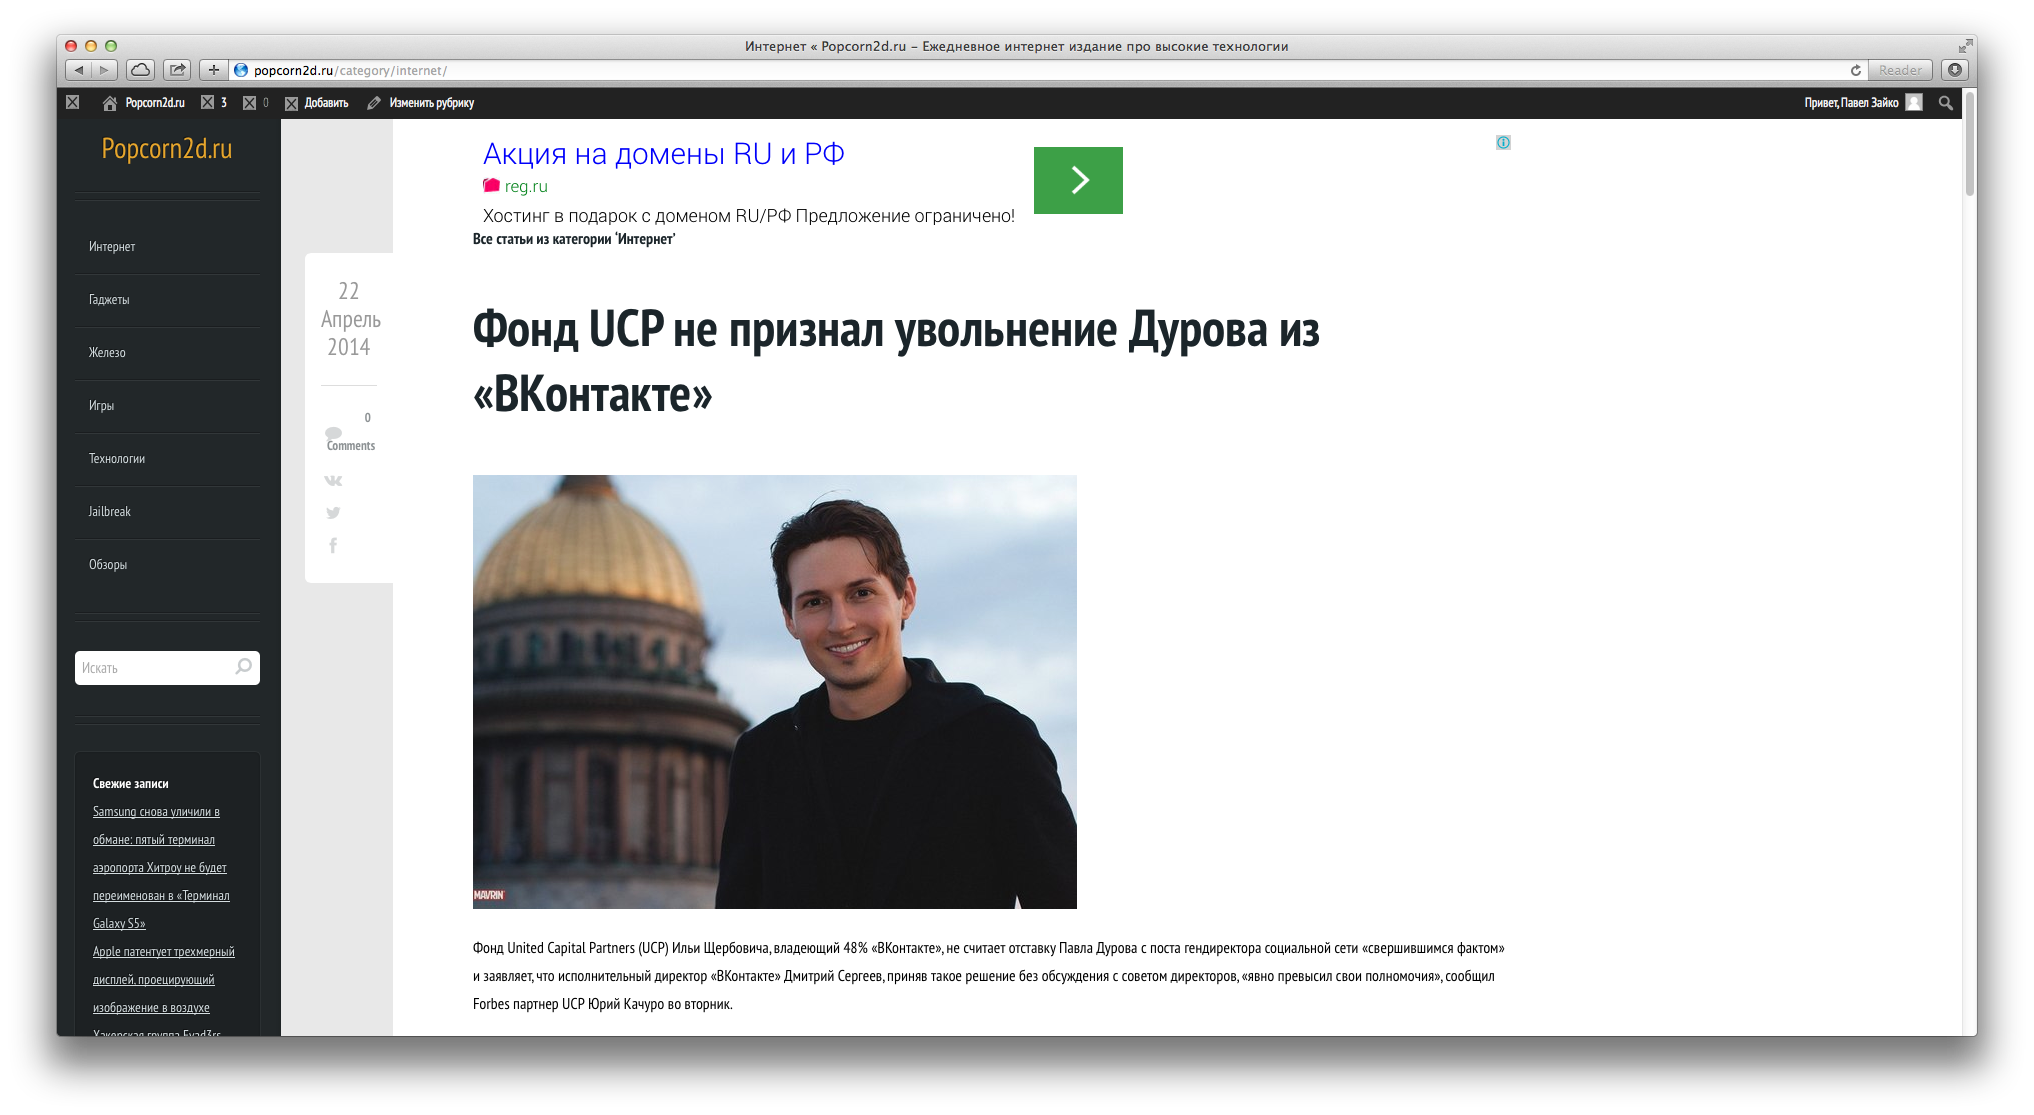 Интернет « Popcorn2d.ru – Ежедневное интернет издание про высокие технологии
popcorn2d.ru/category/internet/
Reader
Popcorn2d.ru
3
0
Добавить
Изменить рубрику
Привет, Павел Зайко
Popcorn2d.ru
Интернет
Гаджеты
Железо
Игры
Технологии
Jailbreak
Обзоры
Искать
Свежие записи
Samsung снова уличили в
обмане: пятый терминал
аэропорта Хитроу не будет
переименован в «Терминал
Galaxy S5»
Apple патентует трехмерный
дисплей, проецирующий
изображение в воздухе
Хакерская группа Evad3rs
22
Апрель
2014
0
Comments
Акция на домены RU и РФ
reg.ru
Хостинг в подарок с доменом RU/РФ Предложение ограничено!
Все статьи из категории ‘Интернет’
Фонд UCP не признал увольнение Дурова из
«ВКонтакте»
MAVRIN
Фонд United Capital Partners (UCP) Ильи Щербовича, владеющий 48% «ВКонтакте», не считает отставку Павла Дурова с поста гендиректора социальной сети «свершившимся фактом»
и заявляет, что исполнительный директор «ВКонтакте» Дмитрий Сергеев, приняв такое решение без обсуждения с советом директоров, «явно превысил свои полномочия», сообщил
Forbes партнер UCP Юрий Качуро во вторник.